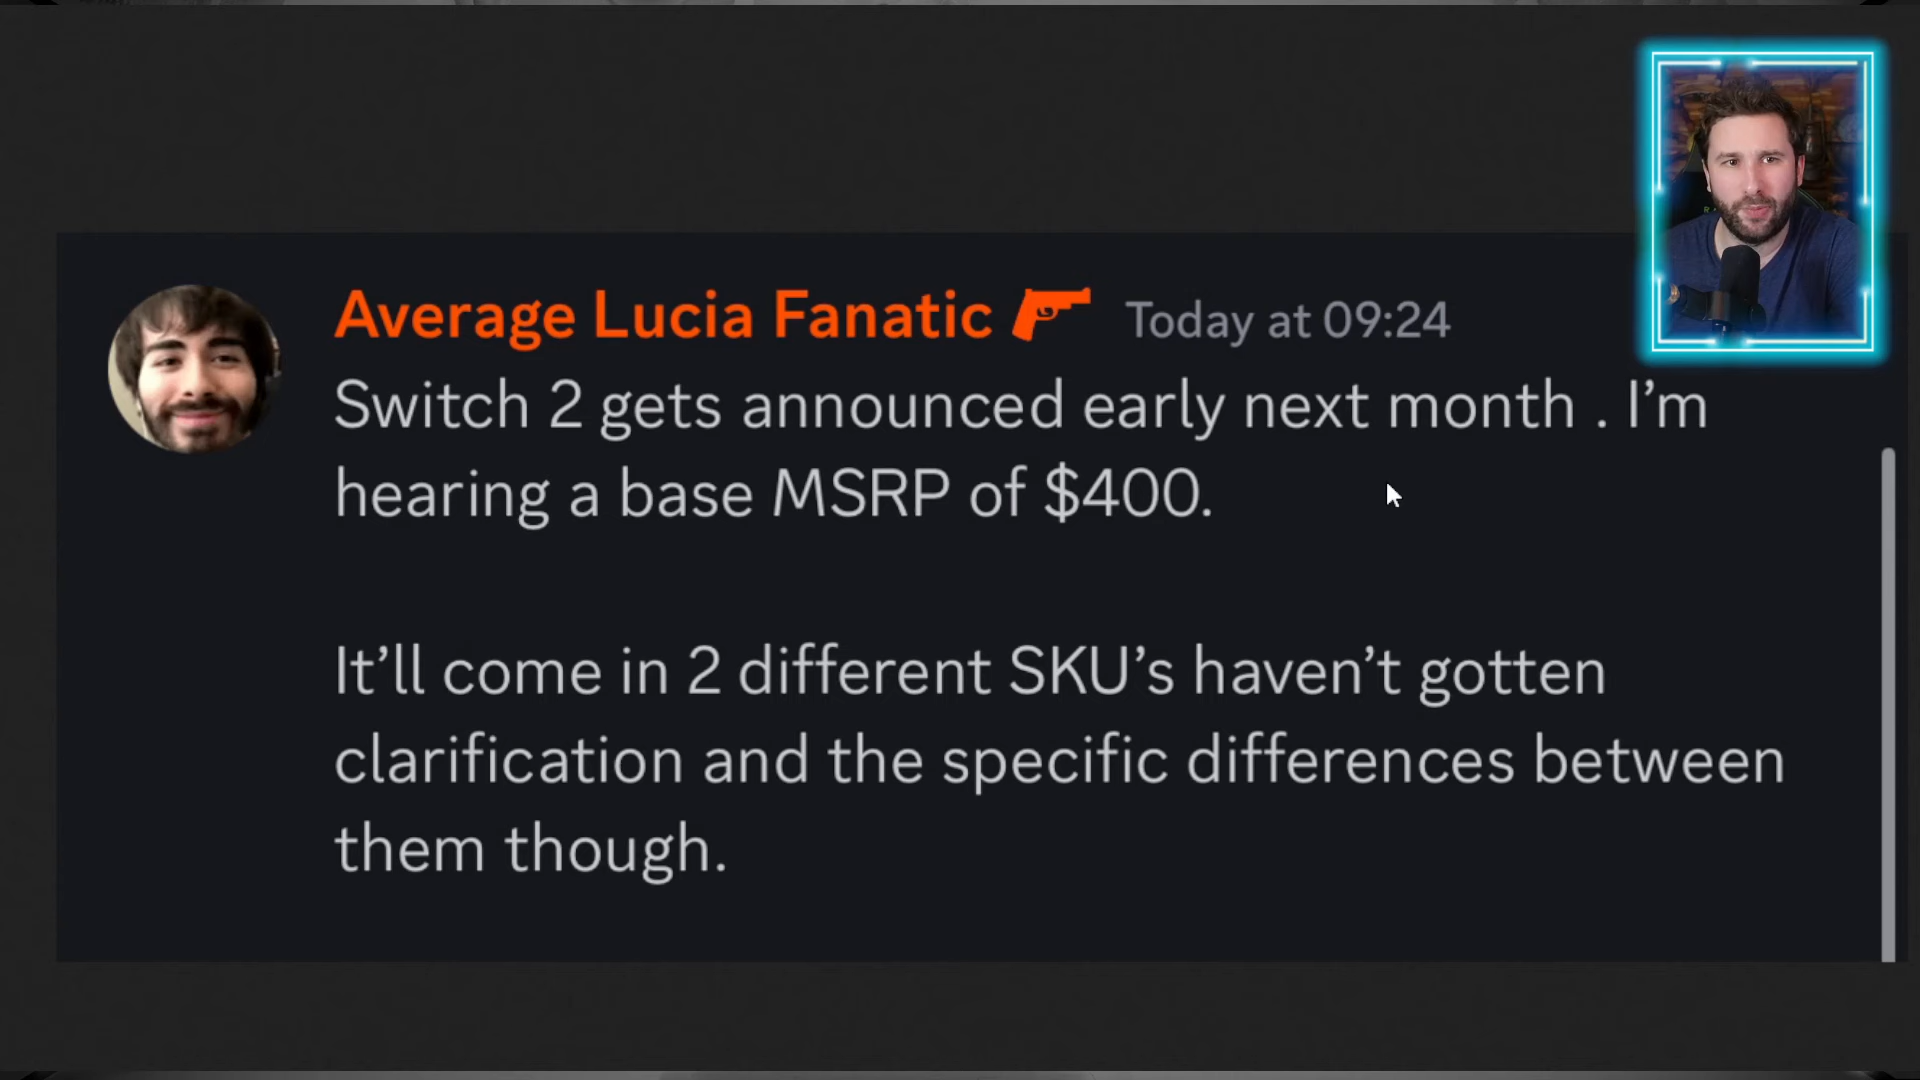 Average Lucia Fanatic Today at 09:24
Switch 2 gets announced early next month . I’m
hearing a base MSRP of $400.
It’ll come in 2 different SKU’s haven’t gotten
clarification and the specific differences between
them though.